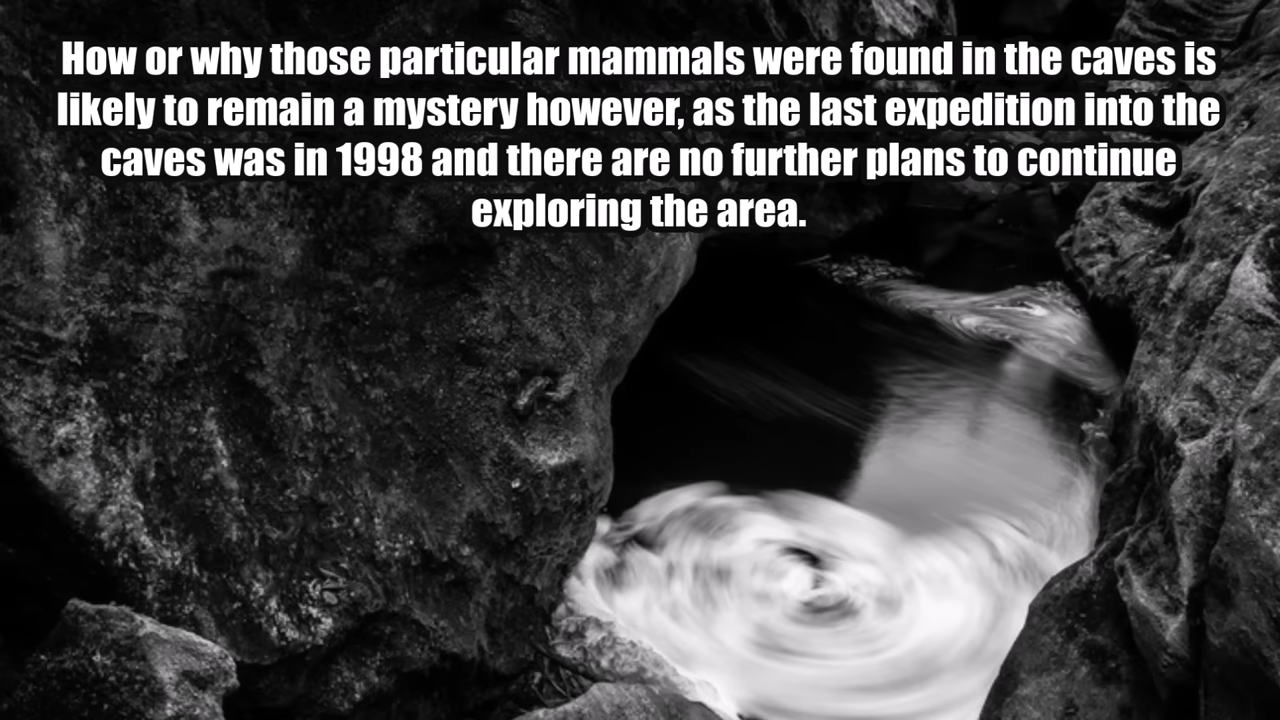 How or why those particular mammals were found in the caves is
likely to remain a mystery however, as the last expedition into the
caves was in 1998 and there are no further plans to continue
exploring the area.